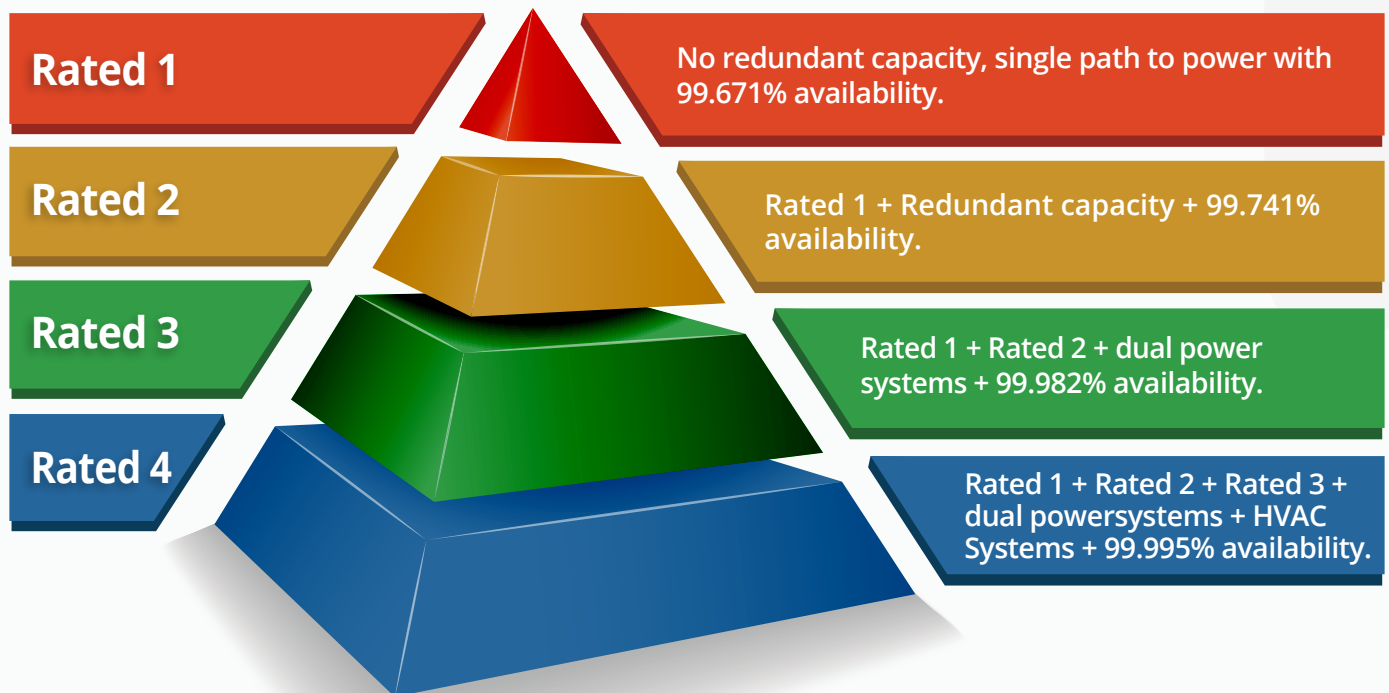 Rated 1
No redundant capacity, single path to power with
99.671% availability.
Rated 2
Rated 1 + Redundant capacity + 99.741%
availability.
Rated 3
Rated 1 + Rated 2 + dual power
systems + 99.982% availability.
Rated 4
Rated 1 + Rated 2 + Rated 3 +
dual powersystems + HVAC
Systems + 99.995% availability.